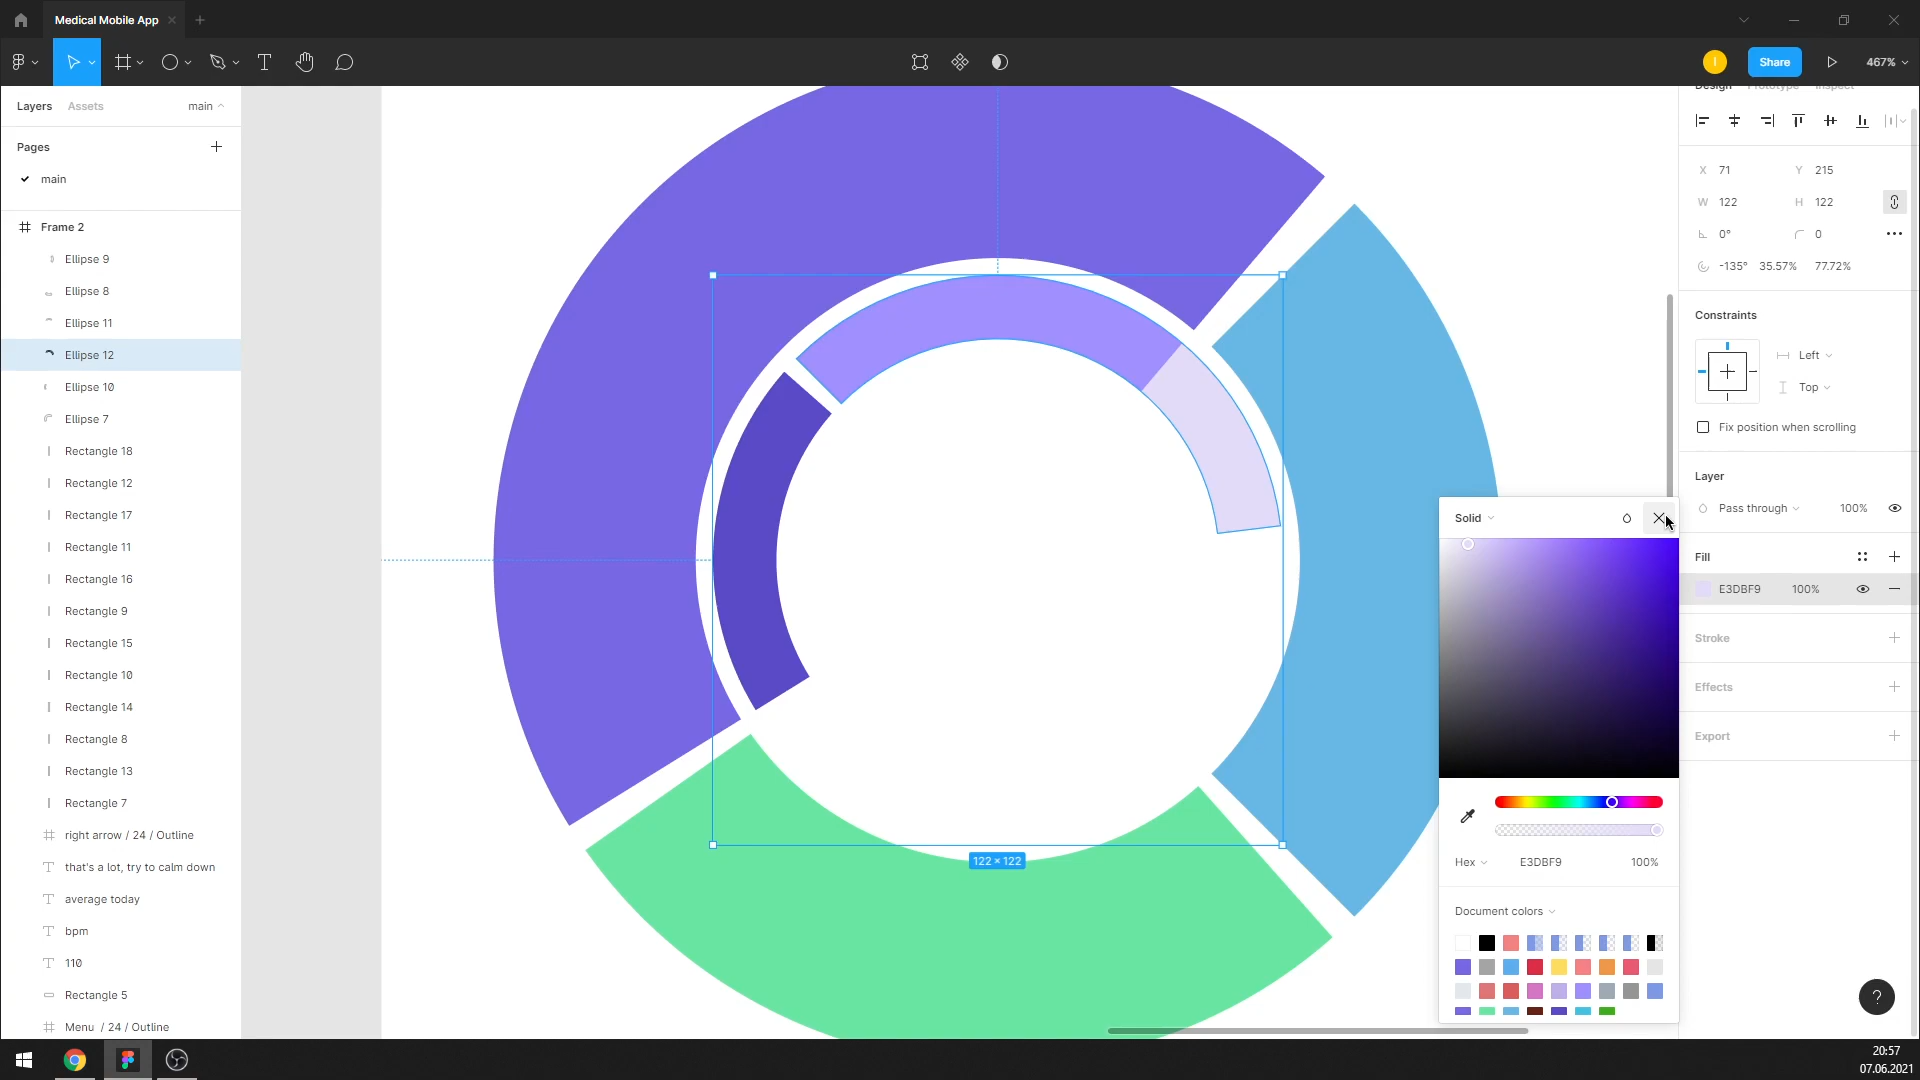 Medical Mobile App
Share
467%
Layers
Assets
main
Design
Prototype
Inspect
Pages
main
X 71
Y 215
W 122
H 122
0°
0
-135° 35.57% 77.72%
Frame 2
Ellipse 9
Ellipse 8
Ellipse 11
Ellipse 12
Ellipse 10
Ellipse 7
Rectangle 18
Rectangle 12
Rectangle 17
Rectangle 11
Rectangle 16
Rectangle 9
Rectangle 15
Rectangle 10
Rectangle 14
Rectangle 8
Rectangle 13
Rectangle 7
right arrow / 24 / Outline
that's a lot, try to calm down
average today
bpm
110
Rectangle 5
Menu / 24 / Outline
122 × 122
Constraints
Left
Top
Fix position when scrolling
Layer
Pass through
100%
Fill
E3DBF9
100%
Stroke
Effects
Export
Solid
Hex
E3DBF9
100%
Document colors
?
20:57
07.06.2021